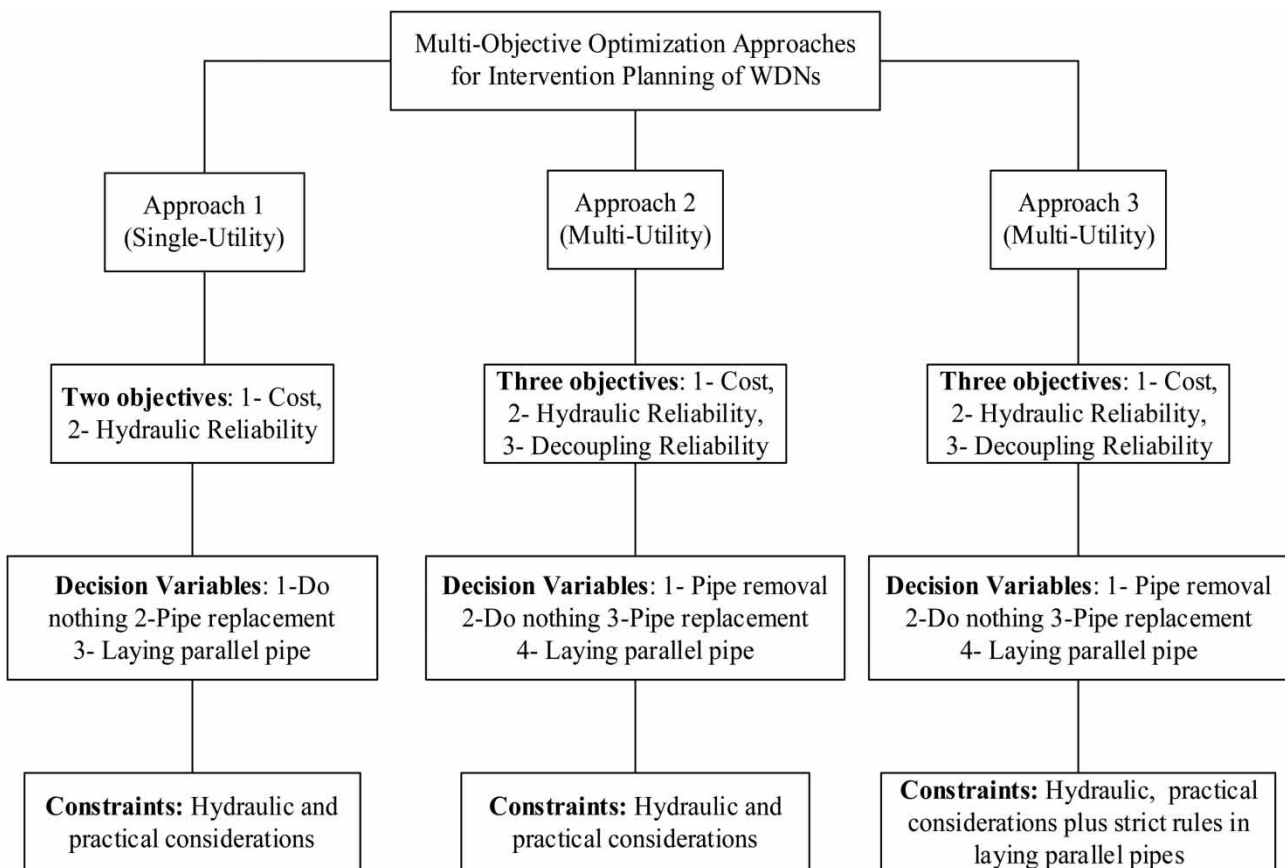 Multi-Objective Optimization Approaches
for Intervention Planning of WDNs
Approach 1
(Single-Utility)
Approach 2
(Multi-Utility)
Approach 3
(Multi-Utility)
Two objectives: 1- Cost,
2- Hydraulic Reliability
Three objectives: 1- Cost,
2- Hydraulic Reliability,
3- Decoupling Reliability
Three objectives: 1- Cost,
2- Hydraulic Reliability,
3- Decoupling Reliability
Decision Variables: 1-Do
nothing 2-Pipe replacement
3- Laying parallel pipe
Decision Variables: 1- Pipe removal
2-Do nothing 3-Pipe replacement
4- Laying parallel pipe
Decision Variables: 1- Pipe removal
2-Do nothing 3-Pipe replacement
4- Laying parallel pipe
Constraints: Hydraulic and
practical considerations
Constraints: Hydraulic and
practical considerations
Constraints: Hydraulic, practical
considerations plus strict rules in
laying parallel pipes